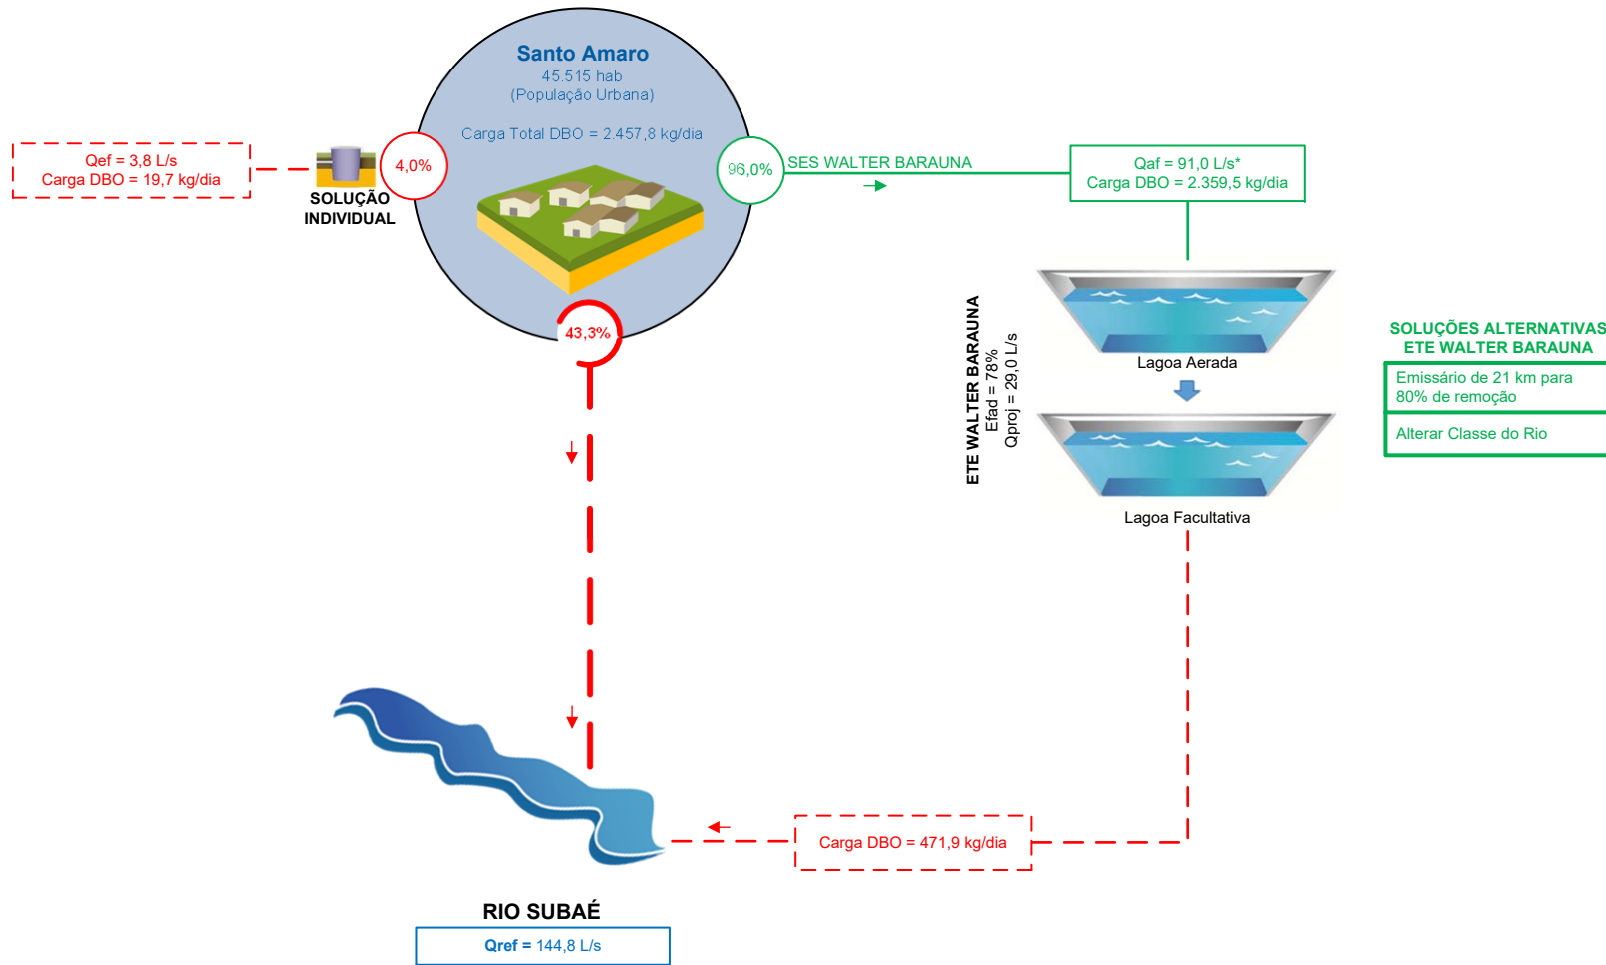 Santo Amaro
45.515 hab
(População Urbana)
Carga Total DBO = 2.457,8 kg/dia
Qef = 3,8 L/s
Carga DBO = 19,7 kg/dia
SOLUÇÃO
INDIVIDUAL
4,0%
96,0%
SES WALTER BARAUNA
Qaf = 91,0 L/s*
Carga DBO = 2.359,5 kg/dia
43,3%
ETE WALTER BARAUNA
Efad = 78%
Qproj = 29,0 L/s
Lagoa Aerada
Lagoa Facultativa
SOLUÇÕES ALTERNATIVAS
ETE WALTER BARAUNA
Emissário de 21 km para
80% de remoção
Alterar Classe do Rio
Carga DBO = 471,9 kg/dia
RIO SUBAÉ
Qref = 144,8 L/s